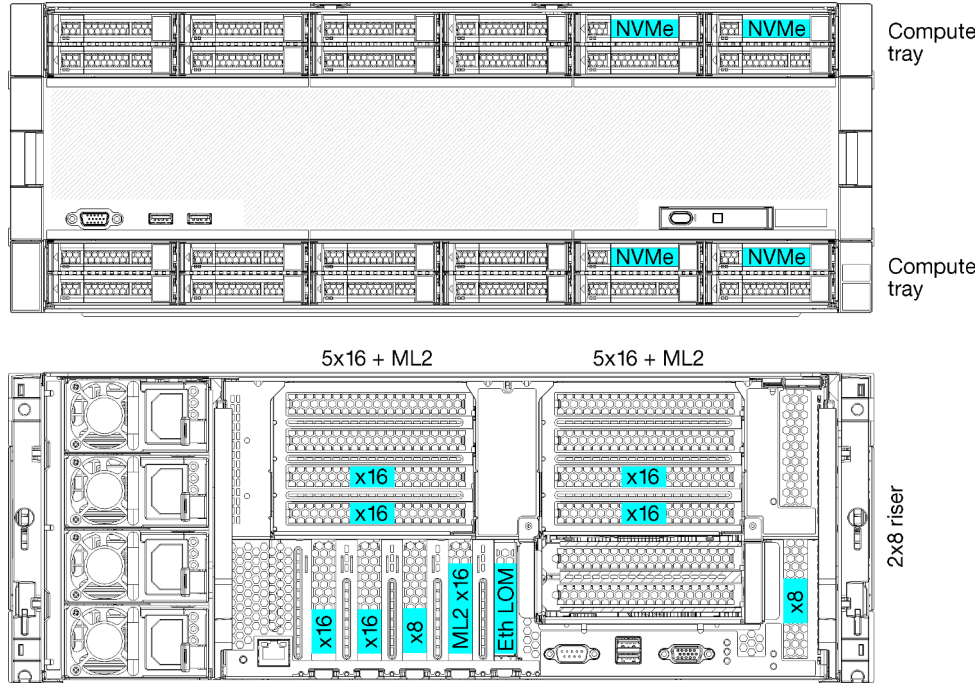 NVMe NVMe
Compute
tray
NVMe NVMe
Compute
tray
5x16 + ML2 5x16 + ML2
x16 x16
x16 x16
2x8 riser
x16
x16
x8
ML2 x16
Eth LOM
x8